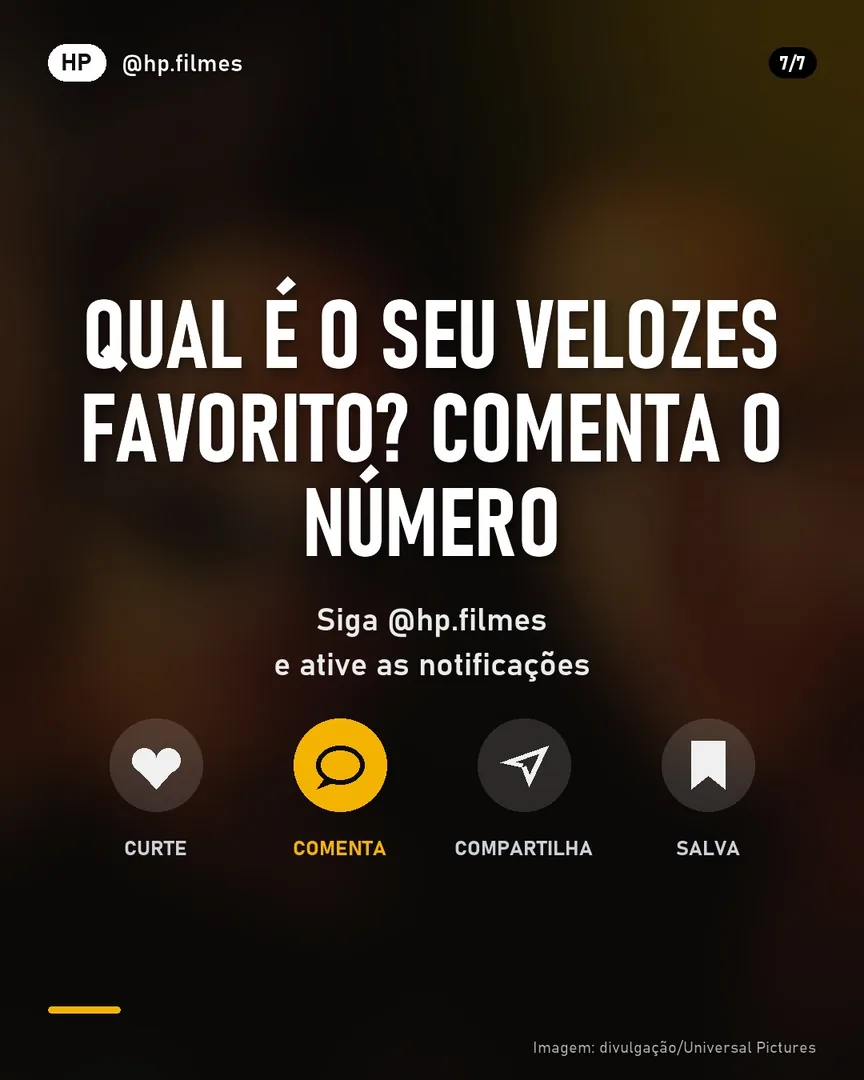 HP @hp.filmes 7/7
QUAL É O SEU VELOZES
FAVORITO? COMENTA O
NÚMERO
Siga @hp.filmes
e ative as notificações
CURTE COMENTA COMPARTILHA SALVA
Imagem: divulgação/Universal Pictures